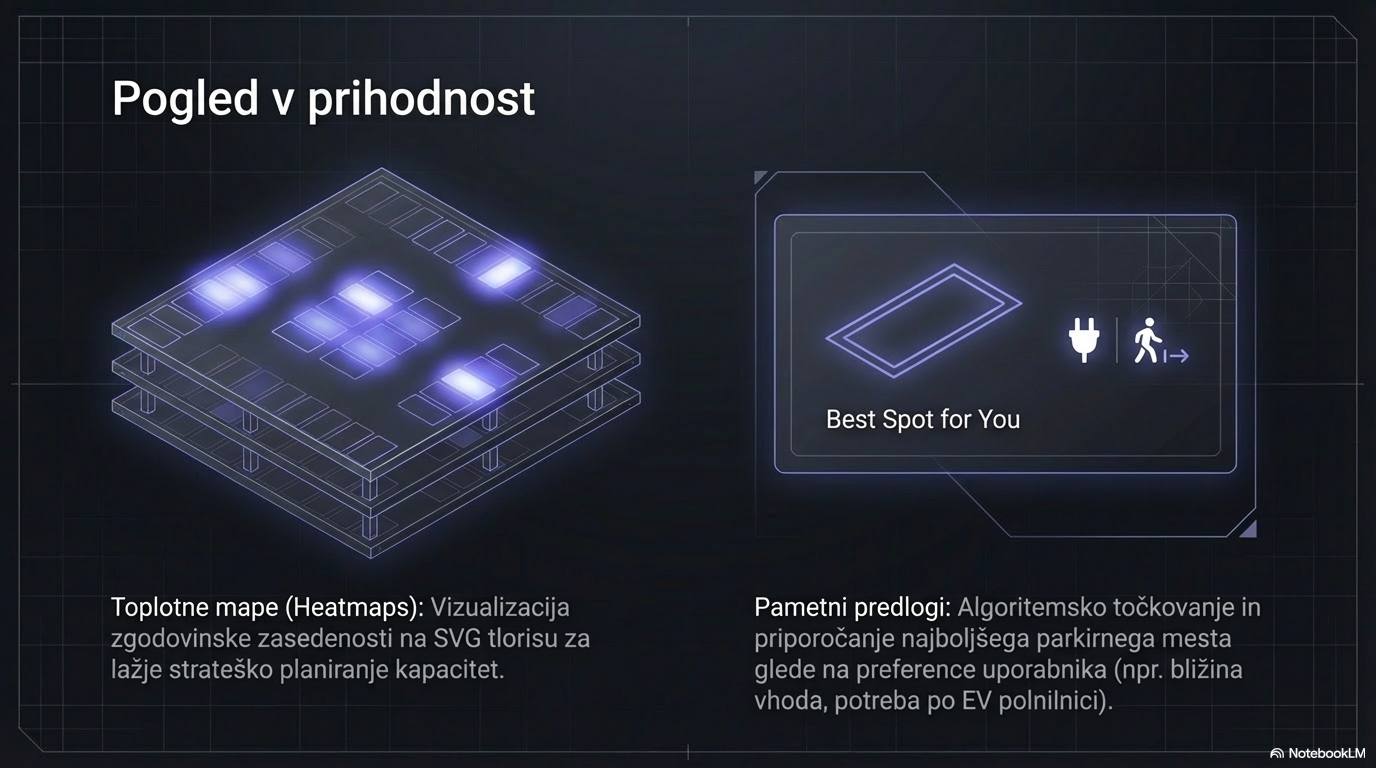 Pogled v prihodnost
Best Spot for You
Toplotne mape (Heatmaps): Vizualizacija
zgodovinske zasedenosti na SVG tlorisu za
lažje strateško planiranje kapacitet.
Pametni predlogi: Algoritemsko točkovanje in
priporočanje najboljšega parkirnega mesta
glede na preference uporabnika (npr. bližina
vhoda, potreba po EV polnilnici).
NotebookLM